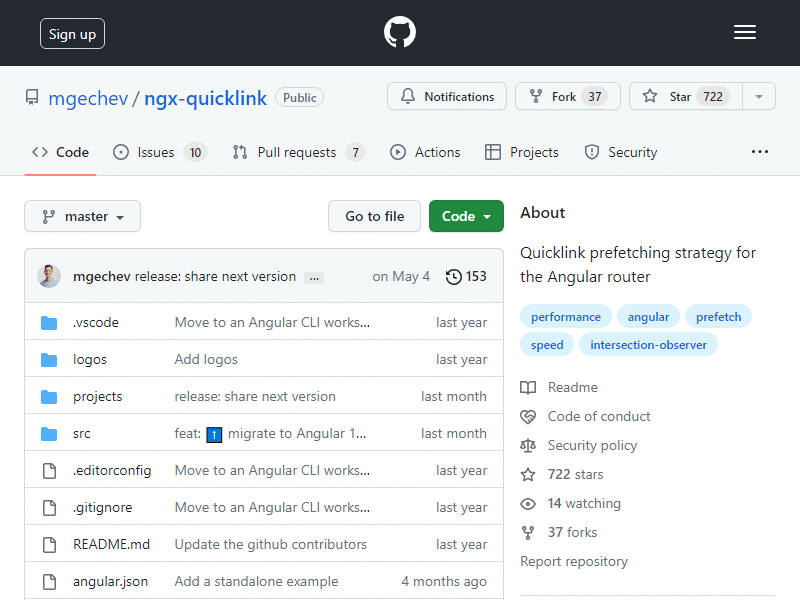 Sign up
mgechev / ngx-quicklink Public
Notifications Fork 37 Star 722
Code Issues 10 Pull requests 7 Actions Projects Security ...
master Go to file Code
mgechev release: share next version ... on May 4 153
.vscode Move to an Angular CLI works... last year
logos Add logos last year
projects release: share next version last month
src feat: ⬆️ migrate to Angular 1... last month
.editorconfig Move to an Angular CLI works... last year
.gitignore Move to an Angular CLI works... last year
README.md Update the github contributors last year
angular.json Add a standalone example 4 months ago
About
Quicklink prefetching strategy for
the Angular router
performance angular prefetch
speed intersection-observer
Readme
Code of conduct
Security policy
722 stars
14 watching
37 forks
Report repository